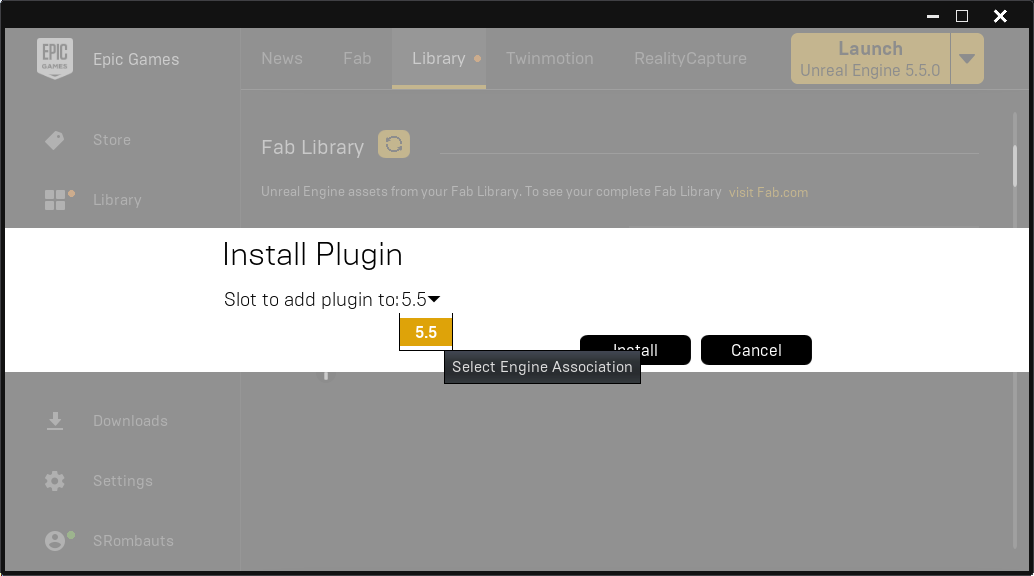 EPIC GAMES
Epic Games
News
Fab
Library
Twinmotion
RealityCapture
Launch
Unreal Engine 5.5.0
Store
Library
Fab Library
Unreal Engine assets from your Fab Library. To see your complete Fab Library visit Fab.com
Install Plugin
Slot to add plugin to: 5.5
5.5
Install
Cancel
Select Engine Association
Downloads
Settings
SRombauts